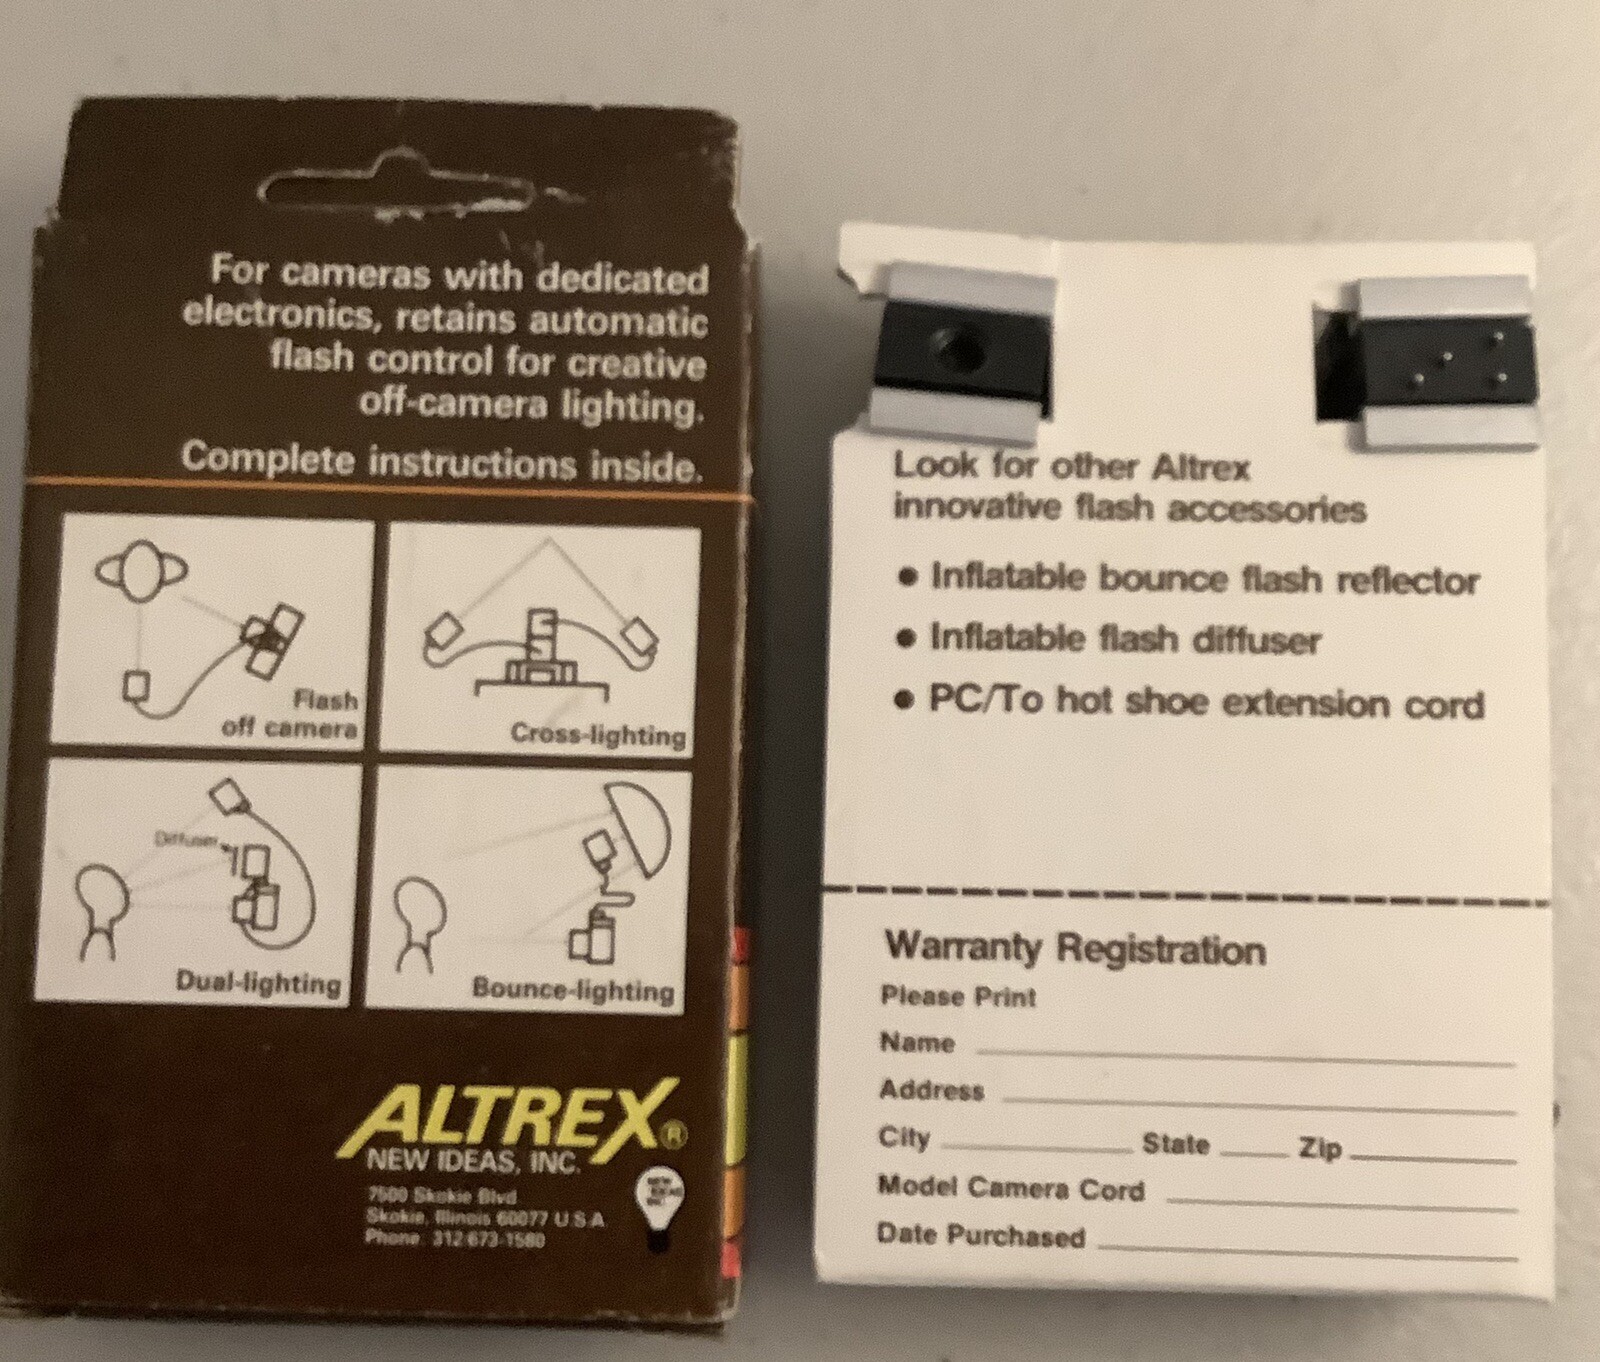 For cameras with dedicated
electronics, retains automatic
flash control for creative
off-camera lighting.
Complete instructions inside.
Flash
off camera
Cross-lighting
Diffuser
Dual-lighting
Bounce-lighting
ALTREX®
NEW IDEAS, INC.
7500 Skokie Blvd
Skokie, Illinois 60077 U.S.A.
Phone: 312 673-1580
NEW
IDEAS
INC.
Look for other Altrex
innovative flash accessories
• Inflatable bounce flash reflector
• Inflatable flash diffuser
• PC/To hot shoe extension cord
Warranty Registration
Please Print
Name
Address
City State Zip
Model Camera Cord
Date Purchased